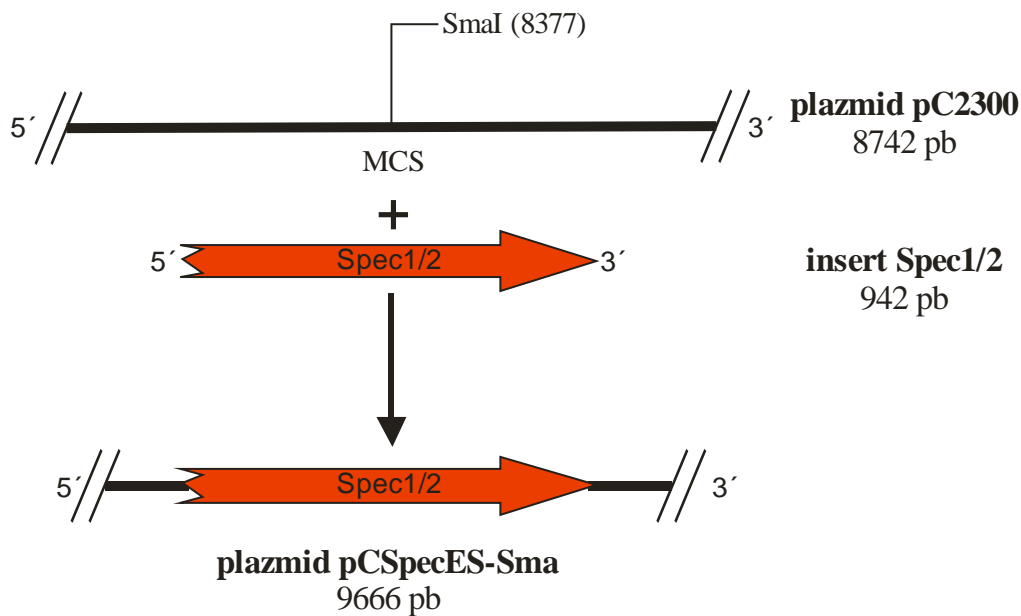 SmaI (8377)
5´
3´
plazmid pC2300
8742 pb
MCS
+
5´
Spec1/2
3´
insert Spec1/2
942 pb
5´
Spec1/2
3´
plazmid pCSpecES-Sma
9666 pb